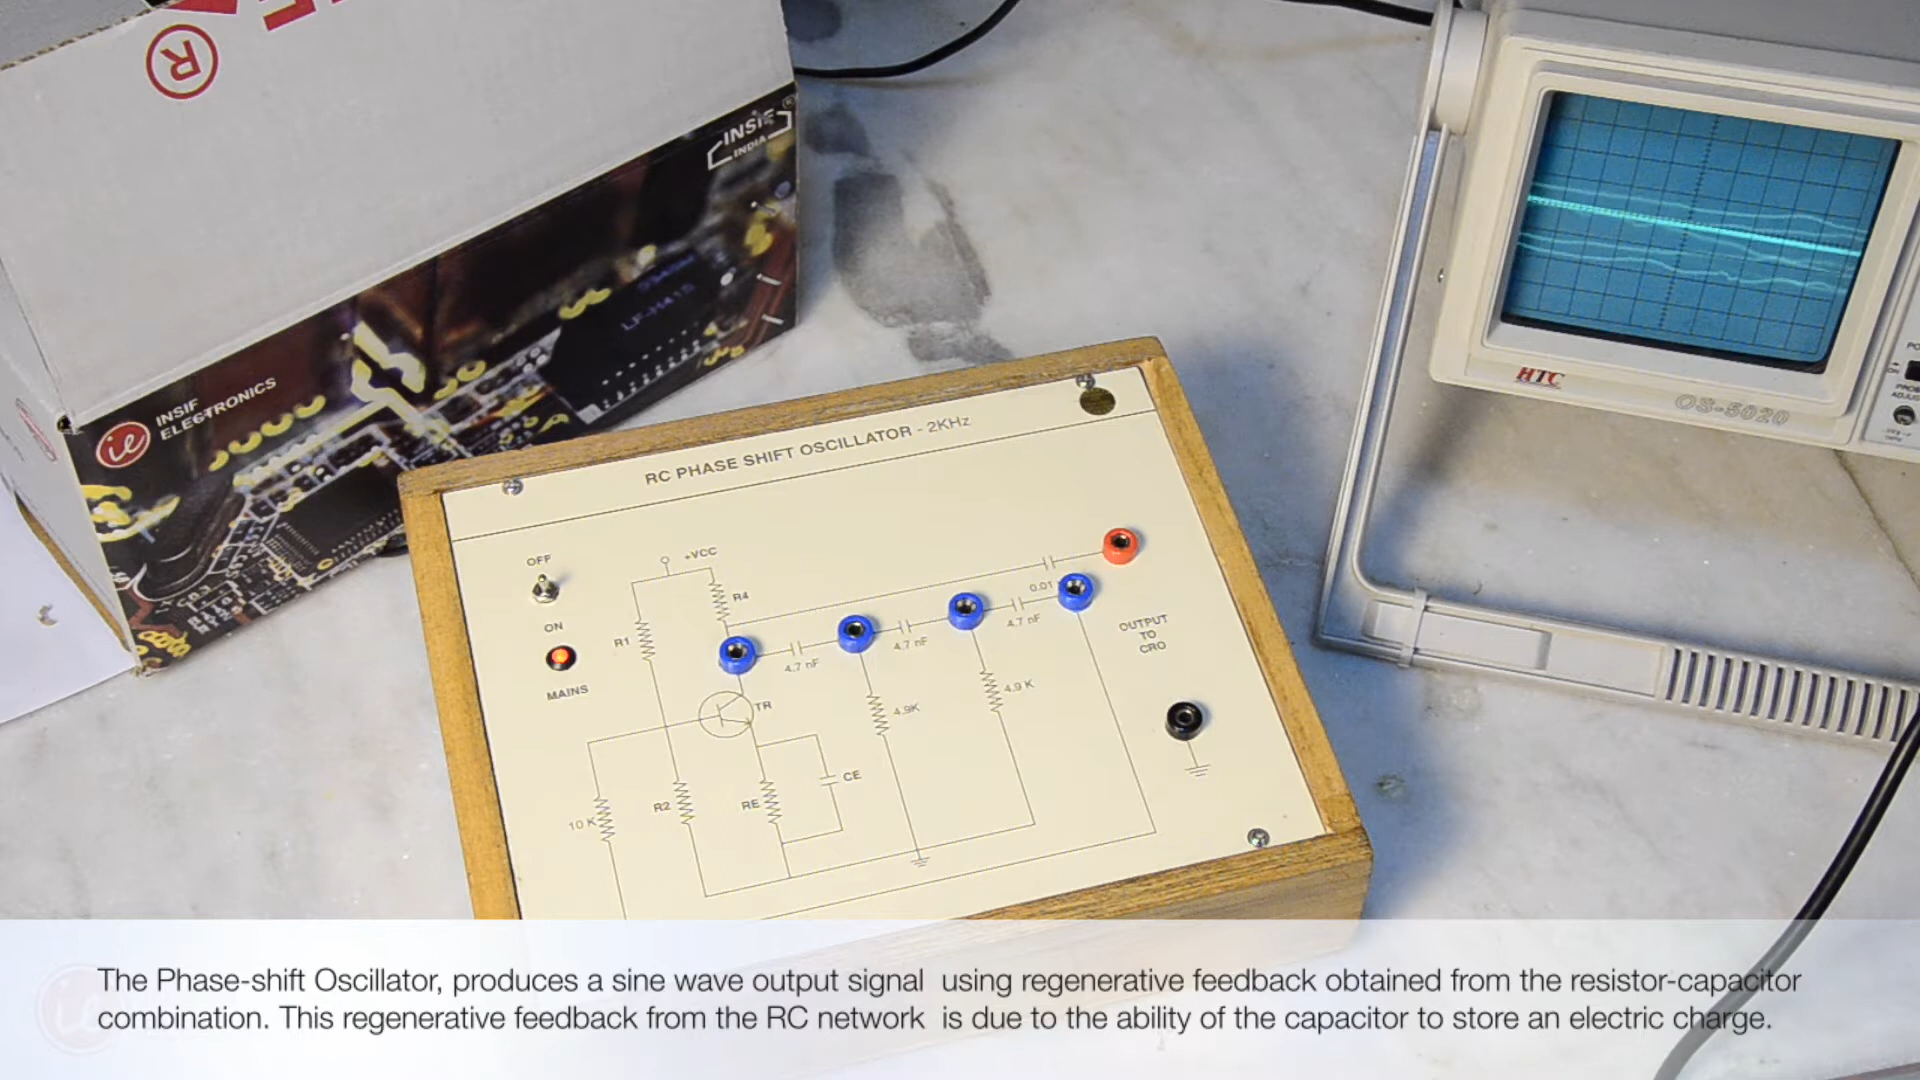 ®
INSIF
INDIA
INSIF
ELECTRONICS
ie
HTC
OS-5020
RC PHASE SHIFT OSCILLATOR - 2KHz
OFF
ON
MAINS
+VCC
R4
R1
0.01
4.7 nF
4.7 nF
4.7 nF
OUTPUT
TO
CRO
TR
4.9K
4.9 K
CE
R2
RE
10 K
The Phase-shift Oscillator, produces a sine wave output signal using regenerative feedback obtained from the resistor-capacitor
combination. This regenerative feedback from the RC network is due to the ability of the capacitor to store an electric charge.